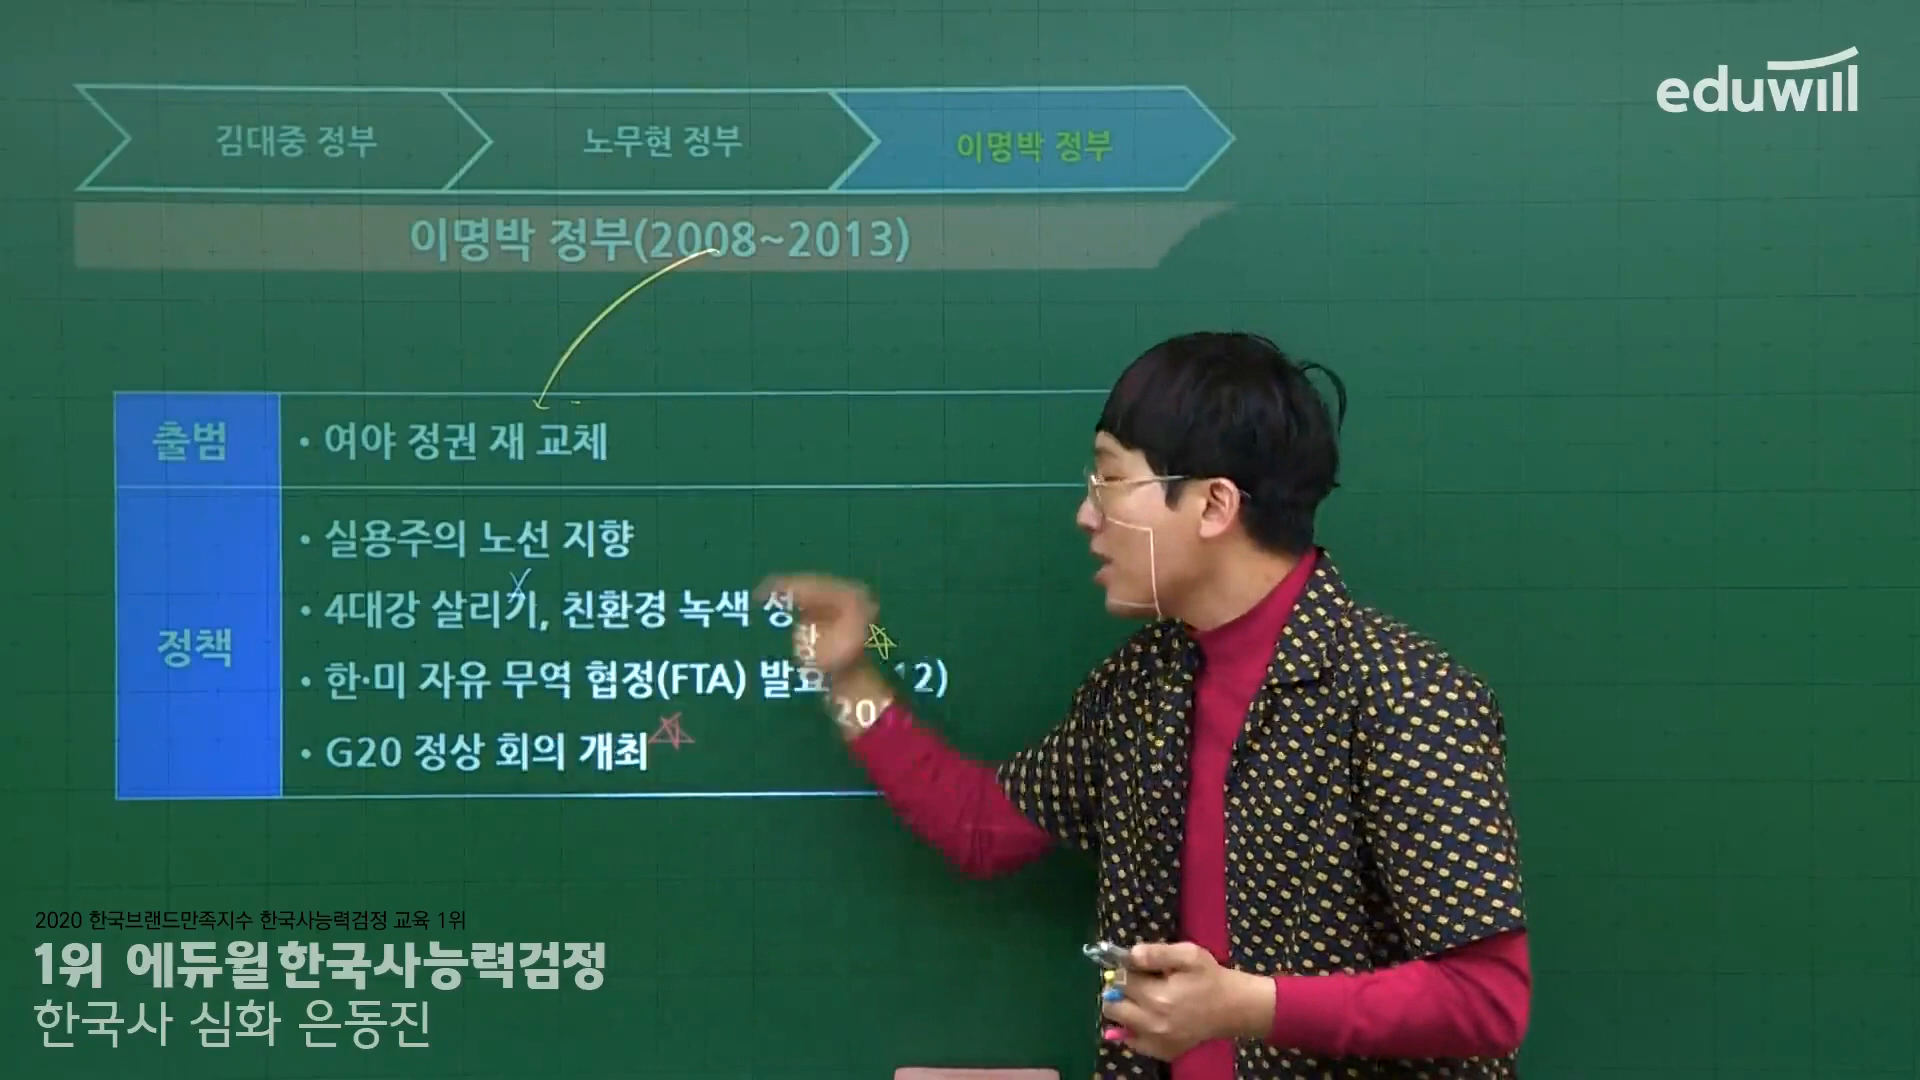 eduwill
김대중 정부
노무현 정부
이명박 정부
이명박 정부(2008~2013)
출범
• 여야 정권 재 교체
정책
• 실용주의 노선 지향
• 4대강 살리기, 친환경 녹색 성장
• 한·미 자유 무역 협정(FTA) 발효(2012)
• G20 정상 회의 개최
2020 한국브랜드만족지수 한국사능력검정 교육 1위
1위 에듀윌 한국사능력검정
한국사 심화 은동진